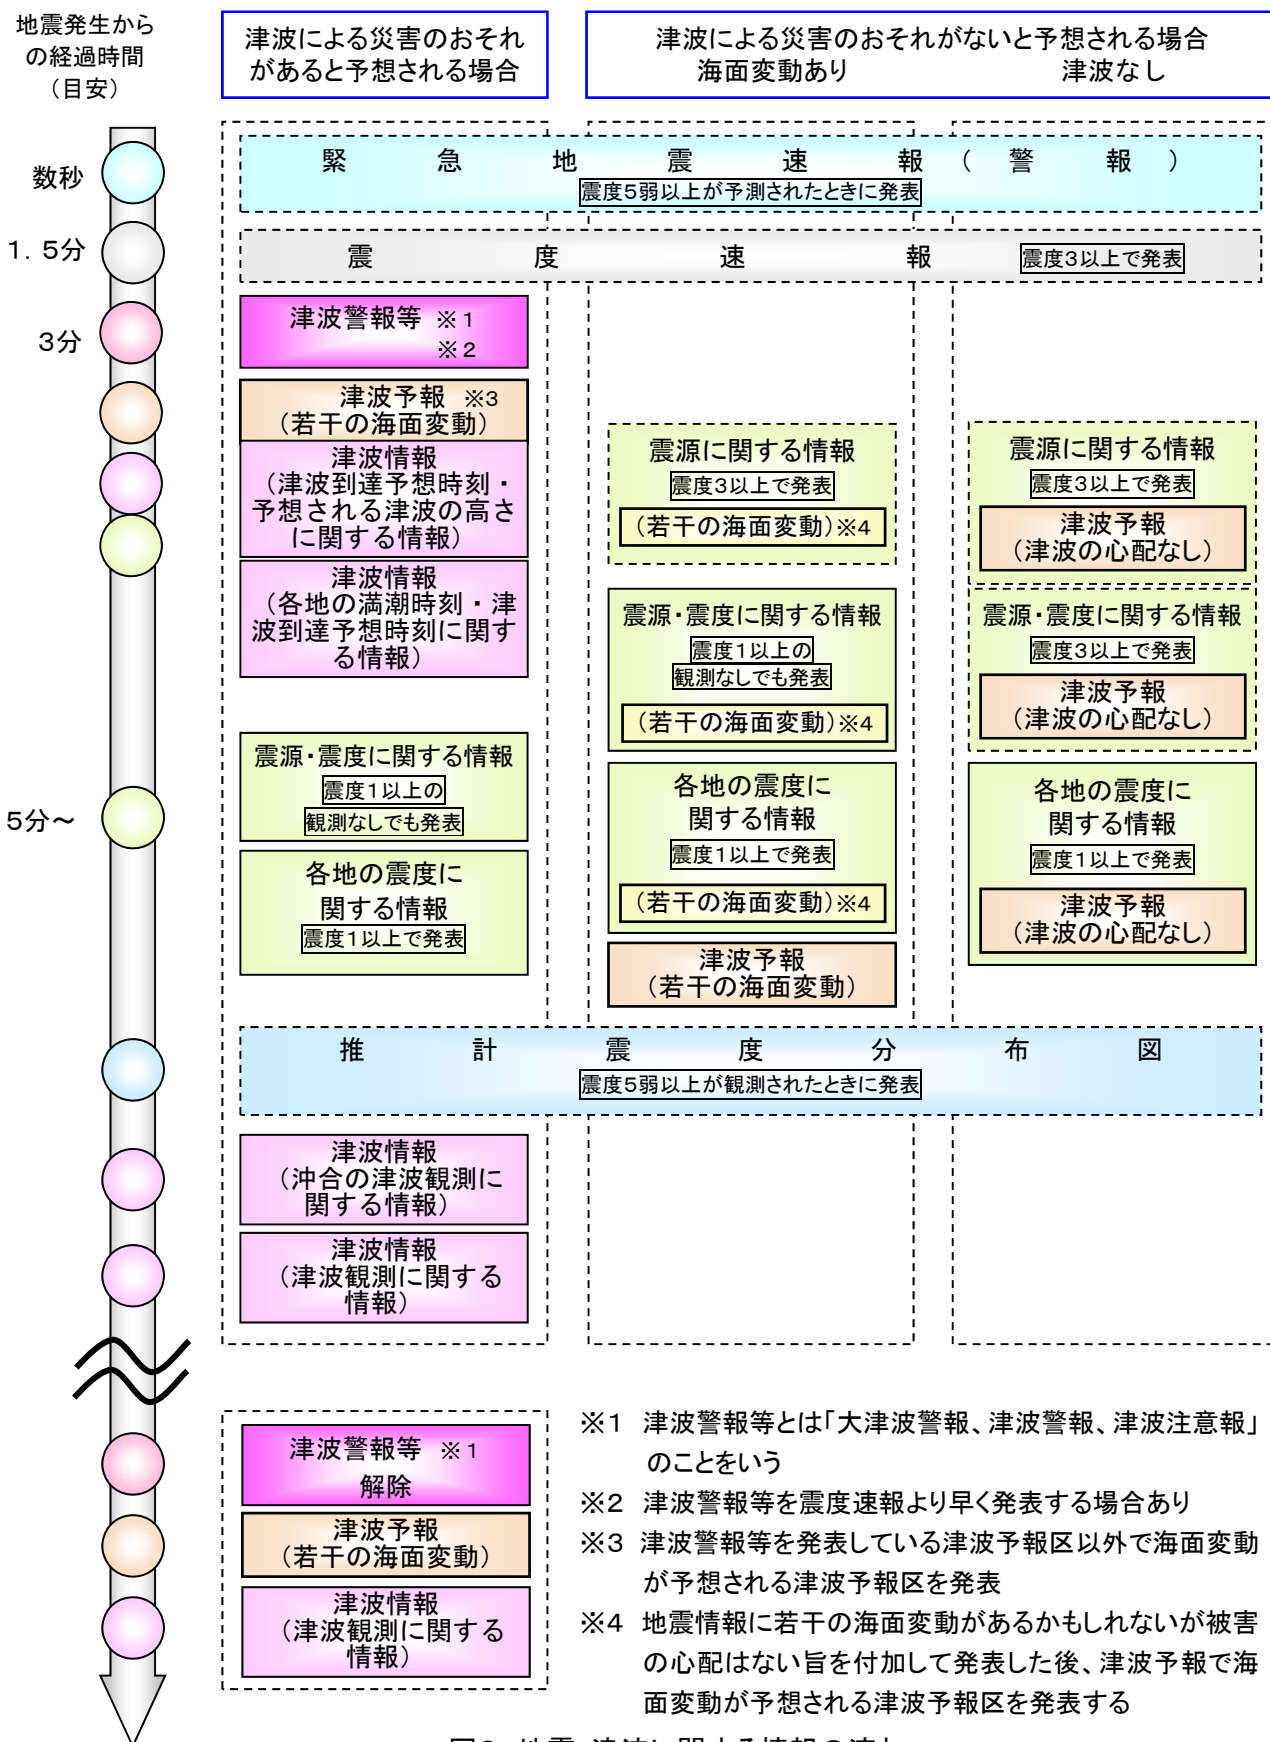 地震発生から
の経過時間
（目安）
津波による災害のおそれ
があると予想される場合
津波による災害のおそれがないと予想される場合
海面変動あり 津波なし
数秒
緊急地震速報（警報）
震度5弱以上が予測されたときに発表
1．5分
震度速報 震度3以上で発表
3分
津波警報等 ※1
※2
津波予報 ※3
（若干の海面変動）
津波情報
（津波到達予想時刻・
予想される津波の高さ
に関する情報）
津波情報
（各地の満潮時刻・津
波到達予想時刻に関す
る情報）
震源・震度に関する情報
震度1以上の
観測なしでも発表
各地の震度に
関する情報
震度1以上で発表
震源に関する情報
震度3以上で発表
（若干の海面変動）※4
震源・震度に関する情報
震度1以上の
観測なしでも発表
（若干の海面変動）※4
各地の震度に
関する情報
震度1以上で発表
（若干の海面変動）※4
津波予報
（若干の海面変動）
震源に関する情報
震度3以上で発表
津波予報
（津波の心配なし）
震源・震度に関する情報
震度3以上で発表
津波予報
（津波の心配なし）
各地の震度に
関する情報
震度1以上で発表
津波予報
（津波の心配なし）
5分～
推計震度分布図
震度5弱以上が観測されたときに発表
津波情報
（沖合の津波観測に
関する情報）
津波情報
（津波観測に関する
情報）
津波警報等 ※1
解除
津波予報
（若干の海面変動）
津波情報
（津波観測に関する
情報）
※1 津波警報等とは「大津波警報、津波警報、津波注意報」
のことをいう
※2 津波警報等を震度速報より早く発表する場合あり
※3 津波警報等を発表している津波予報区以外で海面変動
が予想される津波予報区を発表
※4 地震情報に若干の海面変動があるかもしれないが被害
の心配はない旨を付加して発表した後、津波予報で海
面変動が予想される津波予報区を発表する